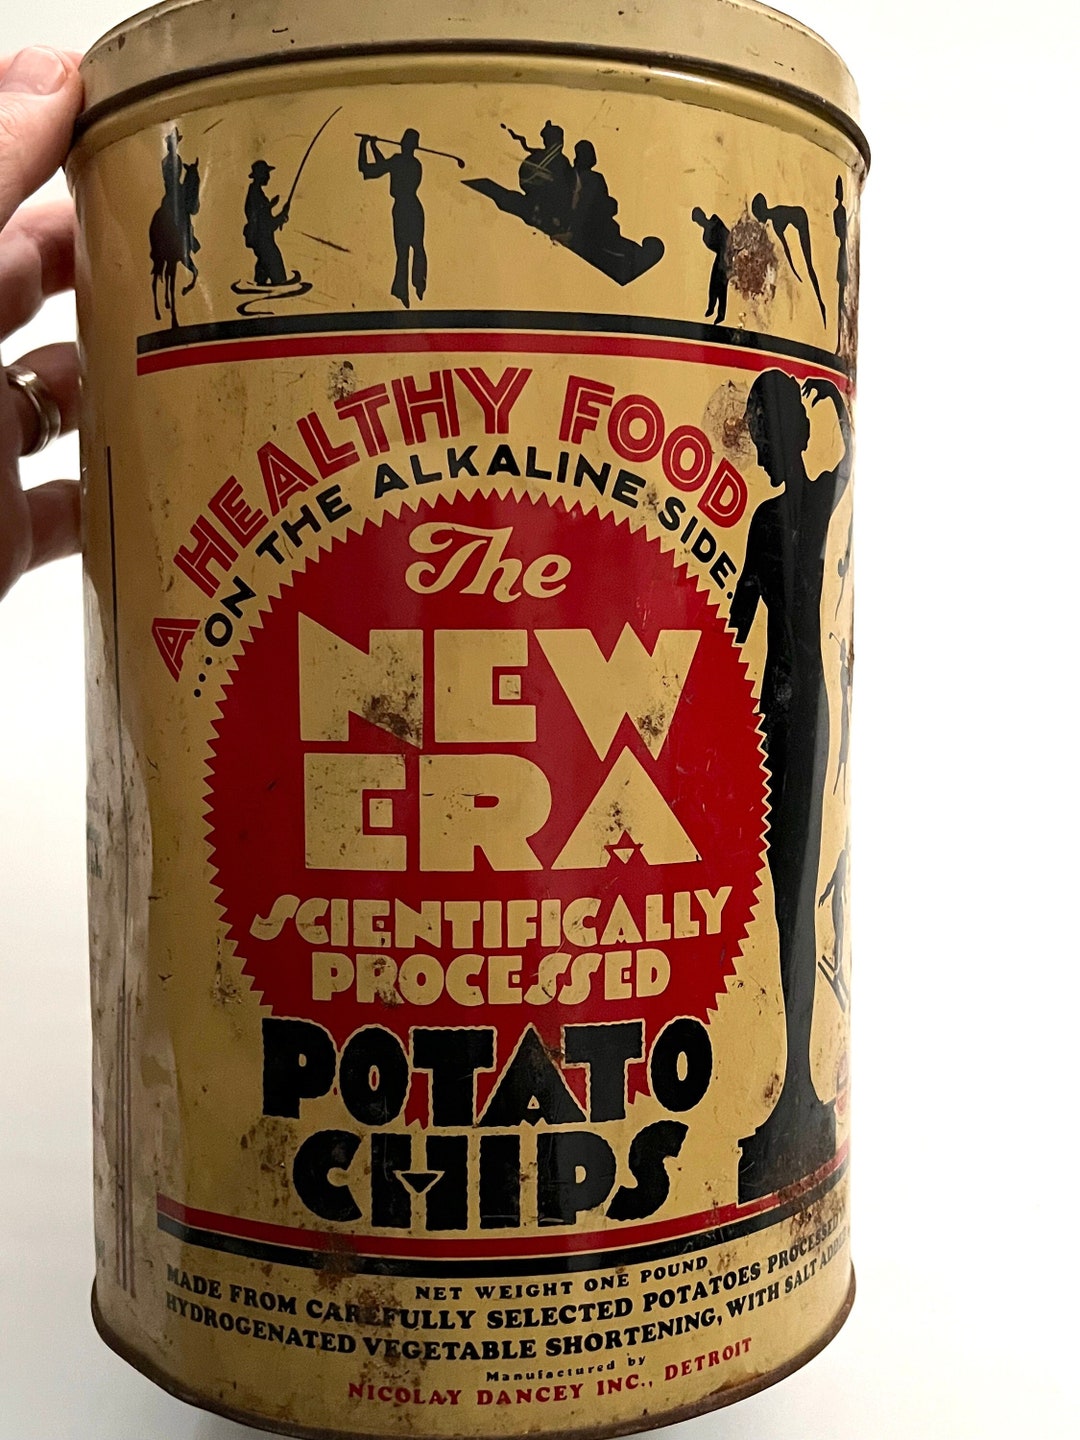 A HEALTHY FOOD
...ON THE ALKALINE SIDE.
The
NEW
ERA
SCIENTIFICALLY
PROCESSED
POTATO
CHIPS
NET WEIGHT ONE POUND
MADE FROM CAREFULLY SELECTED POTATOES PROCESSED
HYDROGENATED VEGETABLE SHORTENING, WITH SALT ADDED
Manufactured by
NICOLAY DANCEY INC., DETROIT